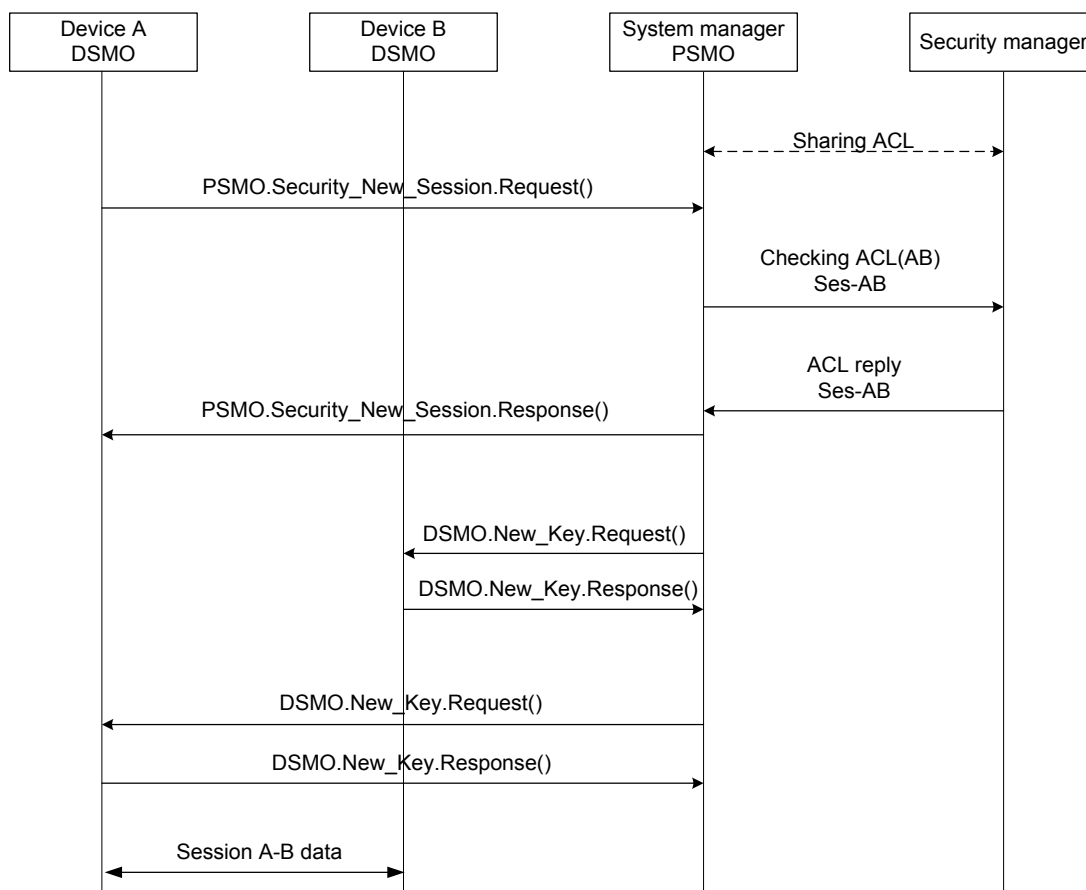 Device A
DSMO
Device B
DSMO
System manager
PSMO
Security manager
Sharing ACL
PSMO.Security_New_Session.Request()
Checking ACL(AB)
Ses-AB
ACL reply
Ses-AB
PSMO.Security_New_Session.Response()
DSMO.New_Key.Request()
DSMO.New_Key.Response()
DSMO.New_Key.Request()
DSMO.New_Key.Response()
Session A-B data